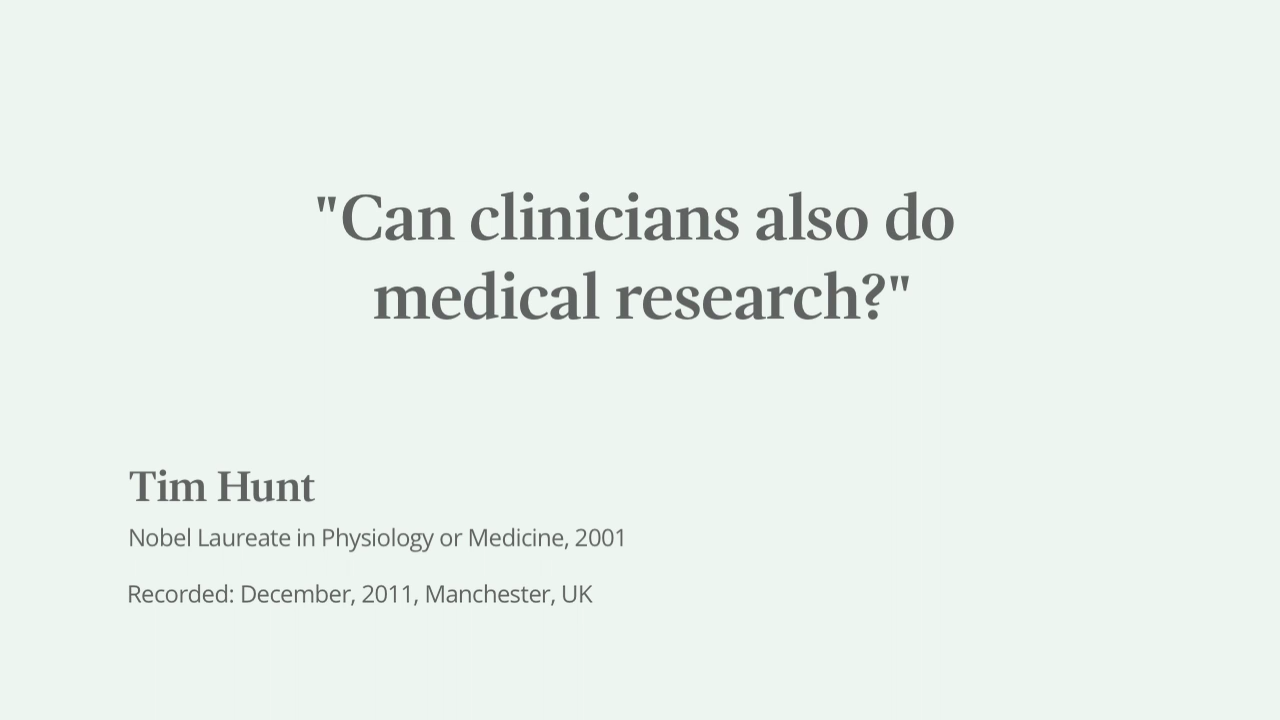 "Can clinicians also do
medical research?"
Tim Hunt
Nobel Laureate in Physiology or Medicine, 2001
Recorded: December, 2011, Manchester, UK